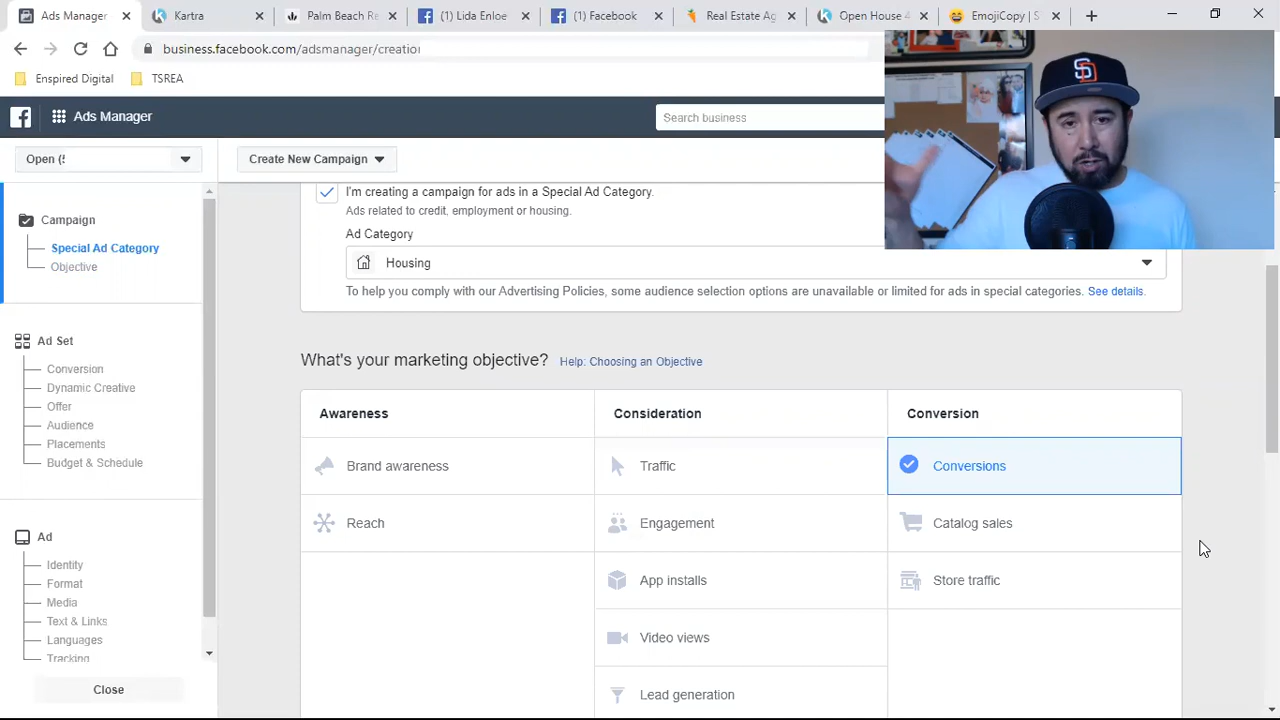 Ads Manager
Kartra
Palm Beach Re
(1) Lida Enloe
(1) Facebook
Real Estate Ag
Open House 4
EmojiCopy | S
business.facebook.com/adsmanager/creation
Enspired Digital
TSREA
Ads Manager
Search business
Open (
Create New Campaign
Campaign
Special Ad Category
Objective
Ad Set
Conversion
Dynamic Creative
Offer
Audience
Placements
Budget & Schedule
Ad
Identity
Format
Media
Text & Links
Languages
Tracking
Close
I'm creating a campaign for ads in a Special Ad Category.
Ads related to credit, employment or housing.
Ad Category
Housing
To help you comply with our Advertising Policies, some audience selection options are unavailable or limited for ads in special categories. See details.
What's your marketing objective? Help: Choosing an Objective
Awareness
Consideration
Conversion
Brand awareness
Traffic
Conversions
Reach
Engagement
Catalog sales
App installs
Store traffic
Video views
Lead generation
SD